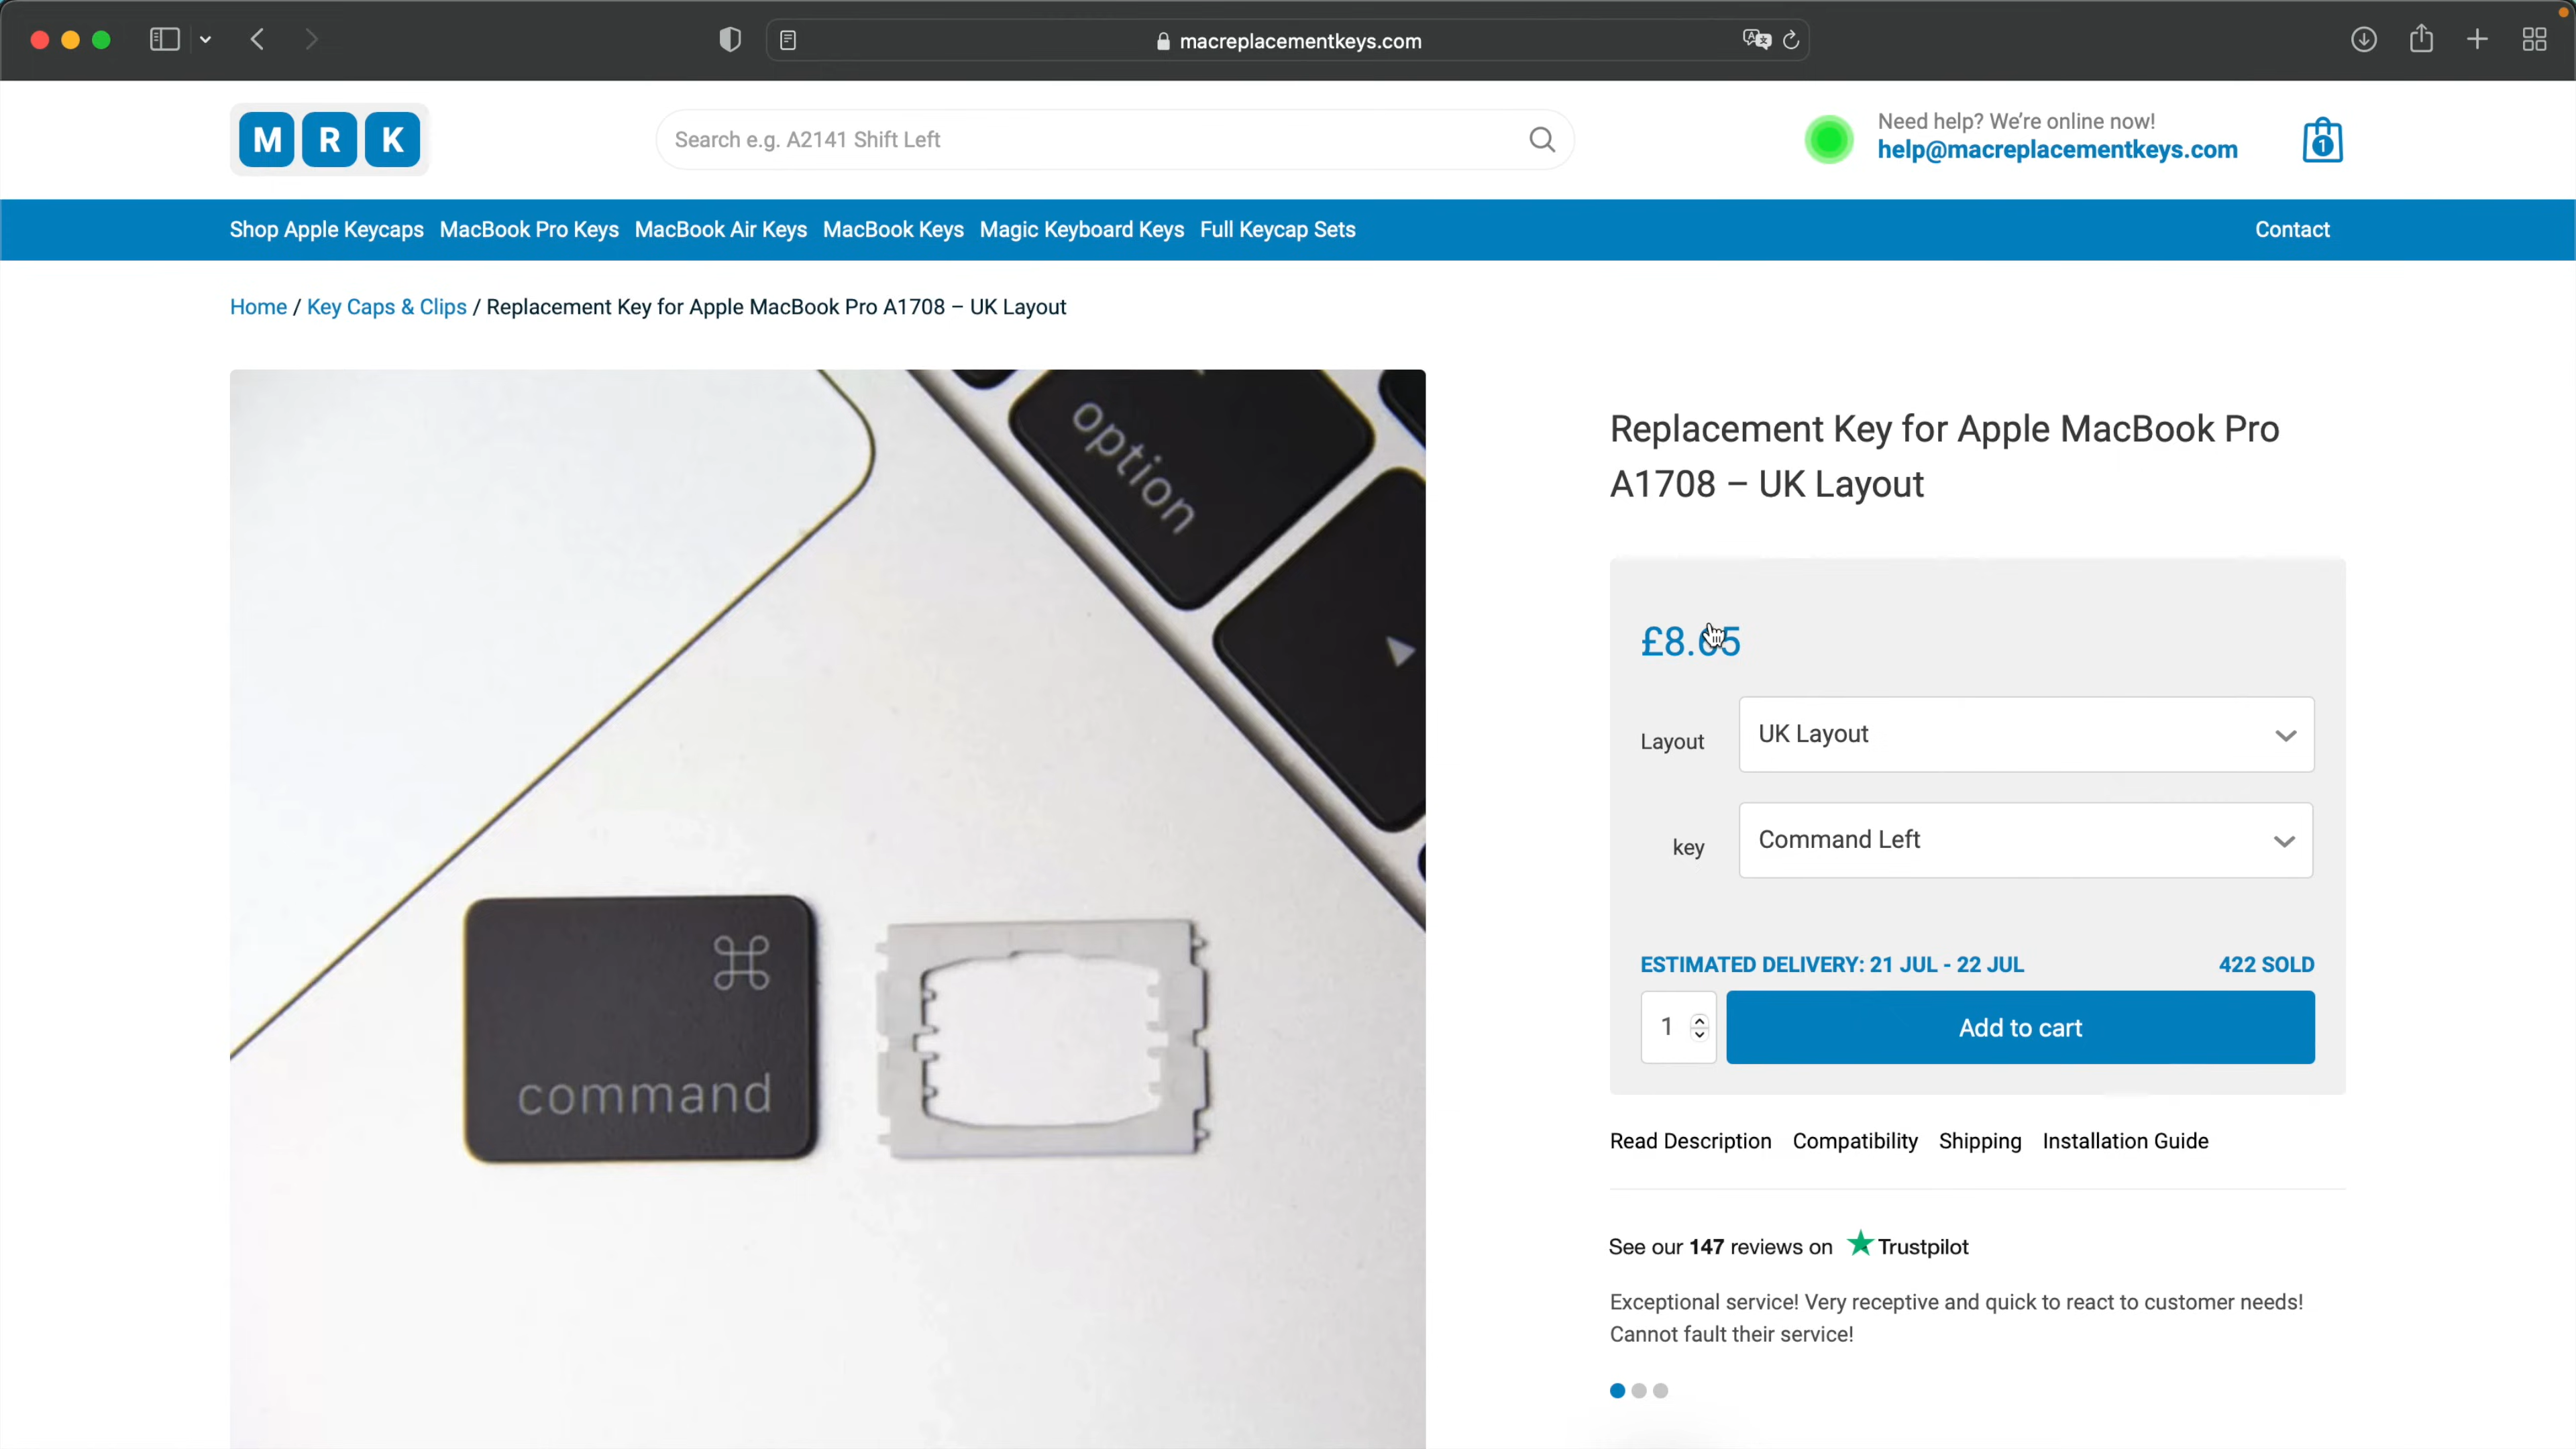 macreplacementkeys.com
M R K
Search e.g. A2141 Shift Left
Need help? We're online now!
help@macreplacementkeys.com
1
Shop Apple Keycaps MacBook Pro Keys MacBook Air Keys MacBook Keys Magic Keyboard Keys Full Keycap Sets Contact
Home / Key Caps & Clips / Replacement Key for Apple MacBook Pro A1708 – UK Layout
option
command
Replacement Key for Apple MacBook Pro
A1708 – UK Layout
Layout UK Layout
key Command Left
ESTIMATED DELIVERY: 21 JUL - 22 JUL 422 SOLD
1 Add to cart
Read Description Compatibility Shipping Installation Guide
See our 147 reviews on Trustpilot
Exceptional service! Very receptive and quick to react to customer needs!
Cannot fault their service!